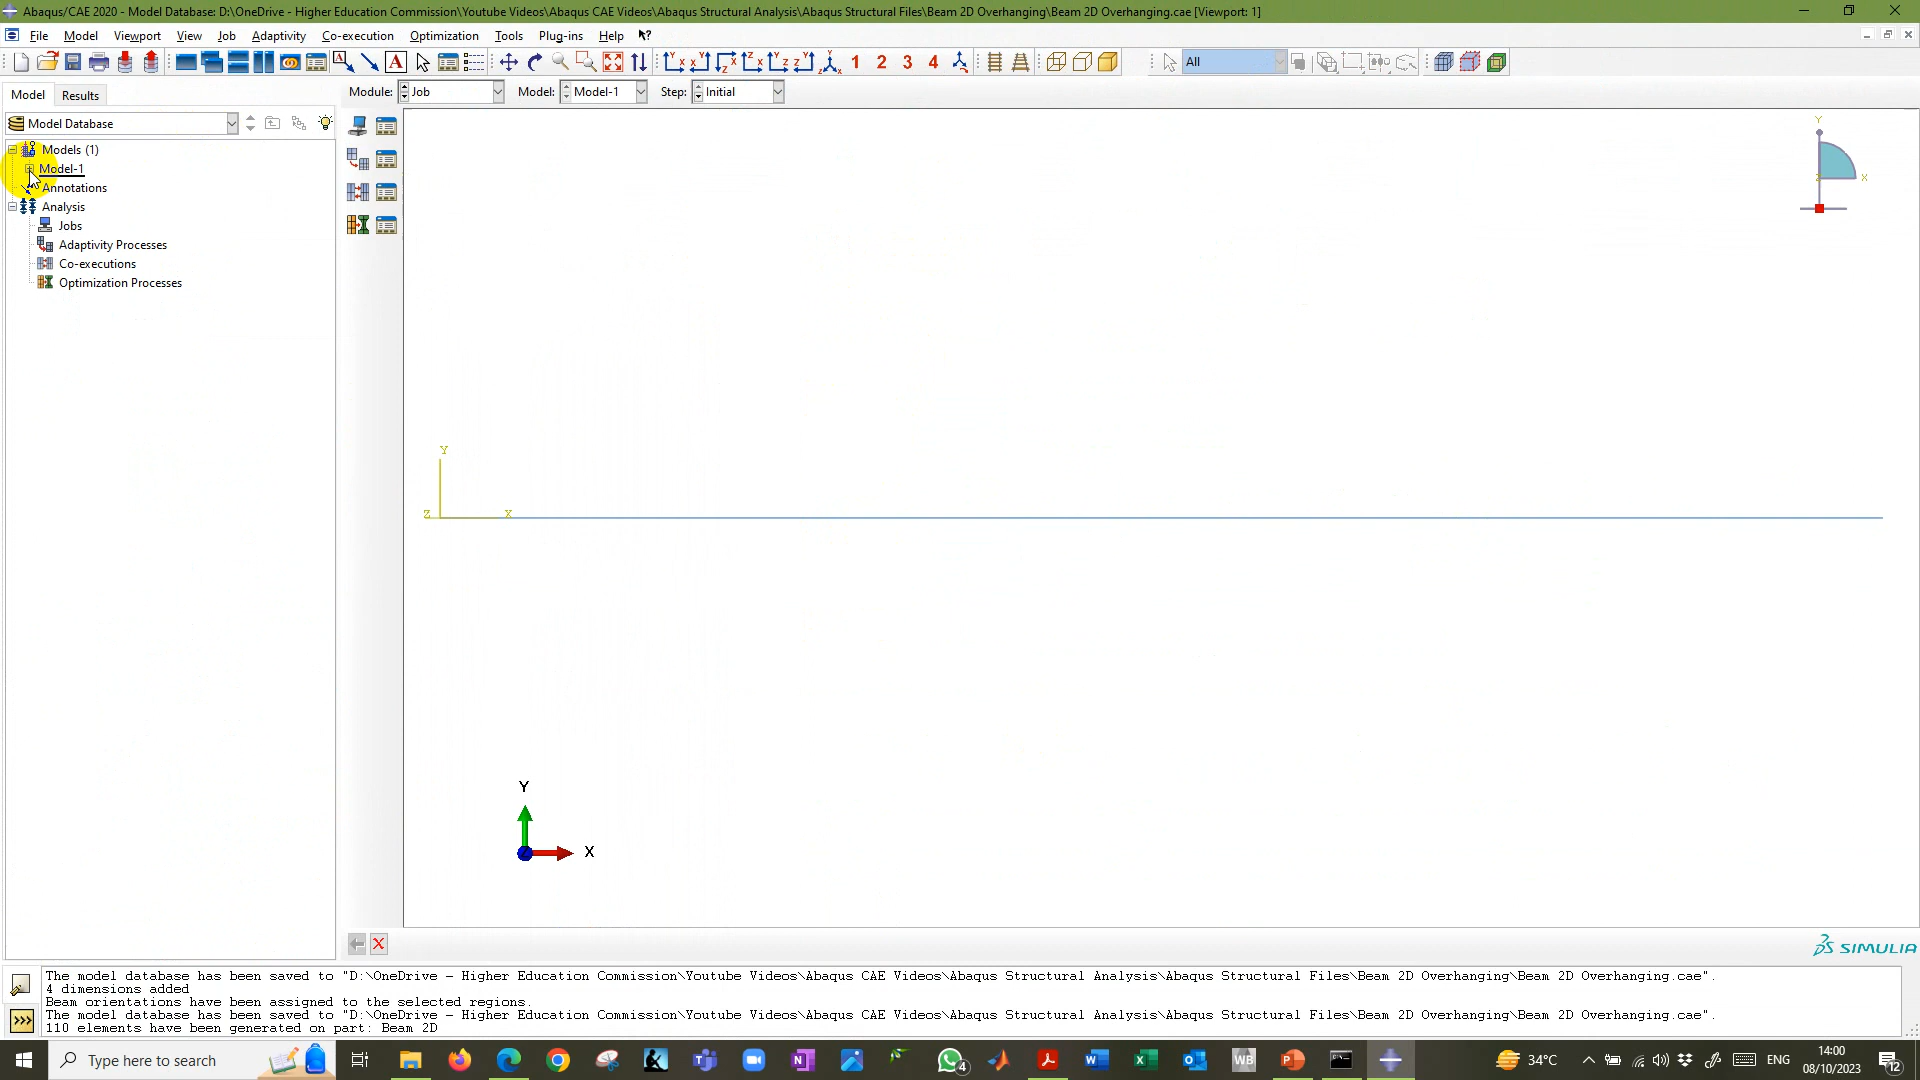 Abaqus/CAE 2020 - Model Database: D:\OneDrive - Higher Education Commission\Youtube Videos\Abaqus CAE Videos\Abaqus Structural Analysis\Abaqus Structural Files\Beam 2D Overhanging\Beam 2D Overhanging.cae [Viewport: 1]
File Model Viewport View Job Adaptivity Co-execution Optimization Tools Plug-ins Help
1 2 3 4 All
Model Results Module: Job Model: Model-1 Step: Initial
Model Database
Models (1)
Model-1
Annotations
Analysis
Jobs
Adaptivity Processes
Co-executions
Optimization Processes
Y
X
Z
Y
Z X
Y
X
SIMULIA
The model database has been saved to "D:\OneDrive - Higher Education Commission\Youtube Videos\Abaqus CAE Videos\Abaqus Structural Analysis\Abaqus Structural Files\Beam 2D Overhanging\Beam 2D Overhanging.cae".
4 dimensions added
Beam orientations have been assigned to the selected regions.
The model database has been saved to "D:\OneDrive - Higher Education Commission\Youtube Videos\Abaqus CAE Videos\Abaqus Structural Analysis\Abaqus Structural Files\Beam 2D Overhanging\Beam 2D Overhanging.cae".
110 elements have been generated on part: Beam 2D
Type here to search
34°C
ENG
14:00
08/10/2023